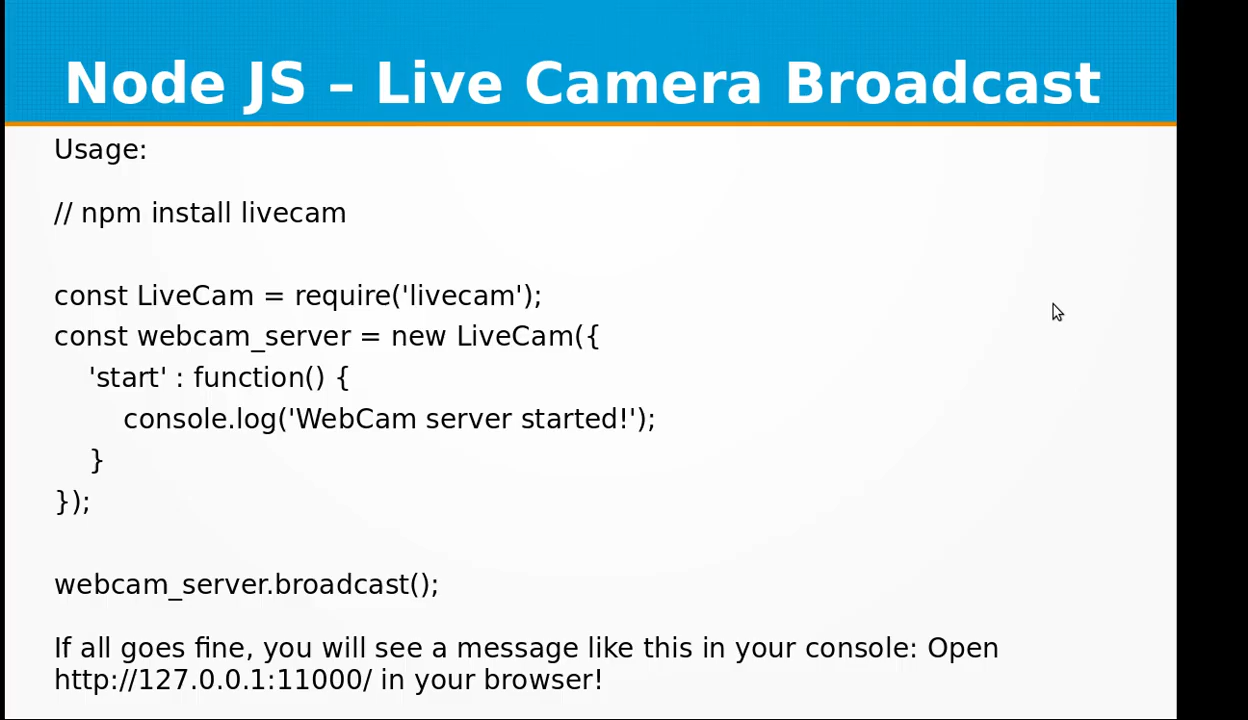 Node JS – Live Camera Broadcast
Usage:
// npm install livecam
const LiveCam = require('livecam');
const webcam_server = new LiveCam({
'start' : function() {
console.log('WebCam server started!');
}
});
webcam_server.broadcast();
If all goes fine, you will see a message like this in your console: Open
http://127.0.0.1:11000/ in your browser!